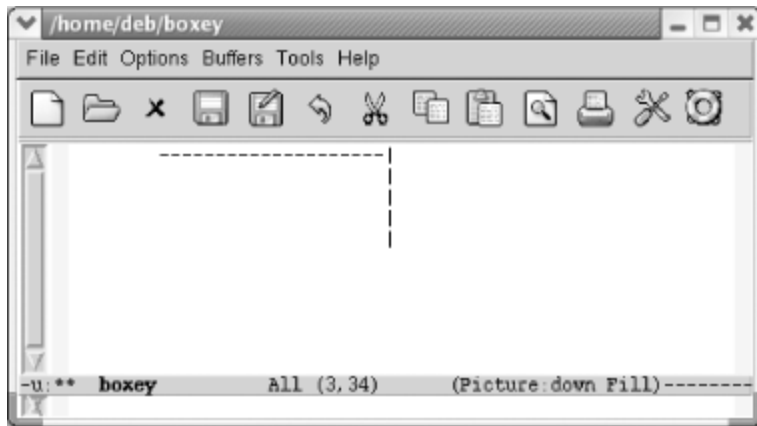 /home/deb/boxey
File Edit Options Buffers Tools Help
--------------------|
|
|
|
-u:** boxey All (3,34) (Picture:down Fill)--------